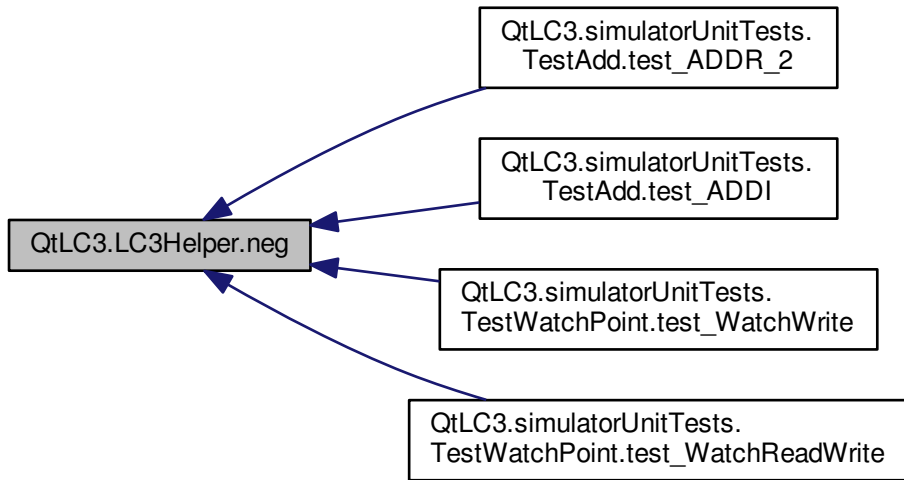 QtLC3.simulatorUnitTests.
TestAdd.test_ADDR_2
QtLC3.simulatorUnitTests.
TestAdd.test_ADDI
QtLC3.LC3Helper.neg
QtLC3.simulatorUnitTests.
TestWatchPoint.test_WatchWrite
QtLC3.simulatorUnitTests.
TestWatchPoint.test_WatchReadWrite